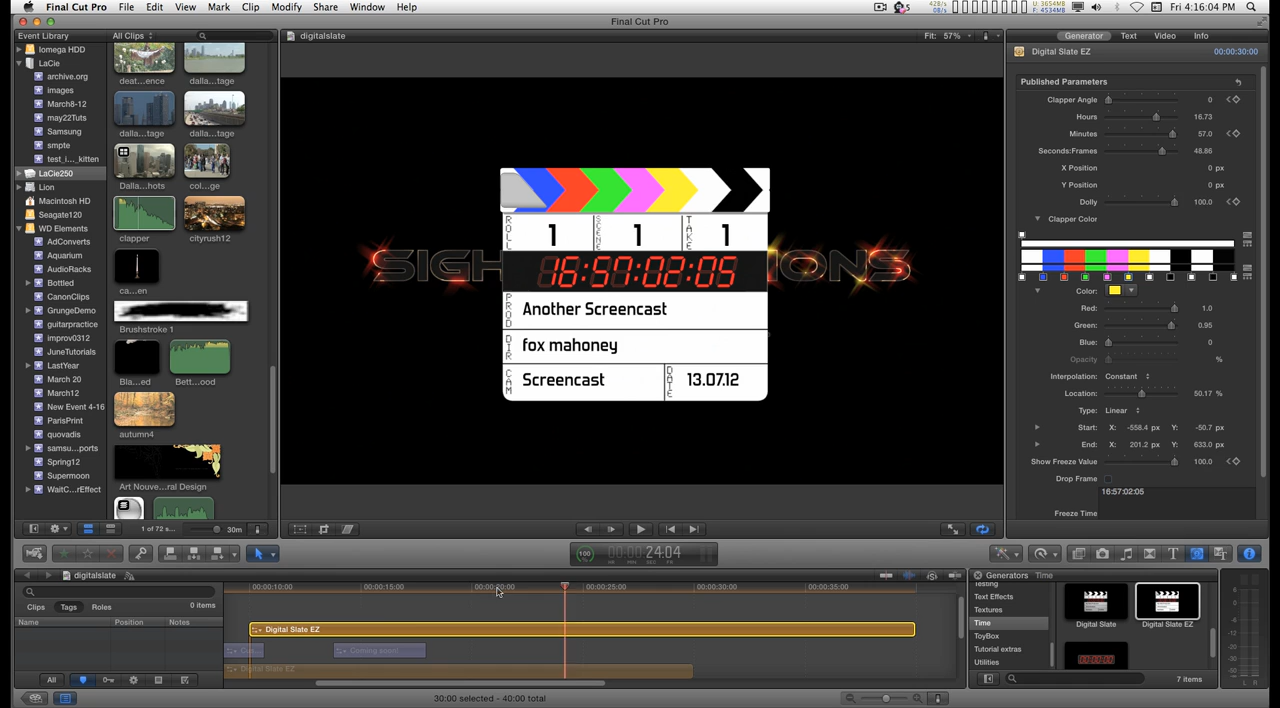 Final Cut Pro File Edit View Mark Clip Modify Share Window Help
Fri 4:16:04 PM
Final Cut Pro
Event Library
All Clips
digitalslate
Fit: 57%
Generator Text Video Info
Iomega HDD
LaCie
archive.org
images
March8-12
may22Tuts
Samsung
smpte
test_i..._kitten
LaCie250
Lion
Macintosh HD
Seagate120
WD Elements
AdConverts
Aquarium
AudioRacks
Bottled
CanonClips
GrungeDemo
guitarpractice
improv0312
JuneTutorials
LastYear
March 20
March12
New Event 4-16
ParisPrint
quovadis
samsu...ports
Spring12
Supermoon
WaitC...rEffect
deat...ence
dalla...tage
dalla...tage
dalla...tage
Dalla...hots
col...ge
clapper
cityrush12
ca...en
Brushstroke 1
Bla...ed
Bett...ood
autumn4
Art Nouve...ral Design
1 of 72 s...
30m
ROLL 1 SCENE 1 TAKE 1
16:57:02:05
PROD Another Screencast
DIR fox mahoney
CAM Screencast
DATE 13.07.12
Digital Slate EZ
00:00:30:00
Published Parameters
Clapper Angle 0
Hours 16.73
Minutes 57.0
Seconds:Frames 48.86
X Position 0 px
Y Position 0 px
Dolly 100.0
Clapper Color
Color:
Red: 1.0
Green: 0.95
Blue: 0
Opacity %
Interpolation: Constant
Location: 50.17 %
Type: Linear
Start: X: -558.4 px Y: -50.7 px
End: X: 201.2 px Y: 633.0 px
Show Freeze Value 100.0
Drop Frame
16:57:02:05
Freeze Time
100
24:04
digitalslate
Clips Tags Roles
0 items
Name Position Notes
All
00:00:10:00
00:00:15:00
00:00:20:00
00:00:25:00
00:00:30:00
00:00:35:00
Digital Slate EZ
Coming soon!
Digital Slate EZ
30:00 selected - 40:00 total
Generators Time
Testing
Text Effects
Textures
Time
ToyBox
Tutorial extras
Utilities
Digital Slate
Digital Slate EZ
7 items